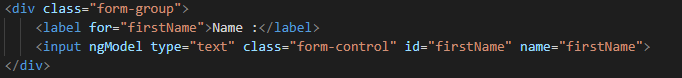 <div class="form-group">
    <label for="firstName">Name :</label>
    <input ngModel type="text" class="form-control" id="firstName" name="firstName">
</div>